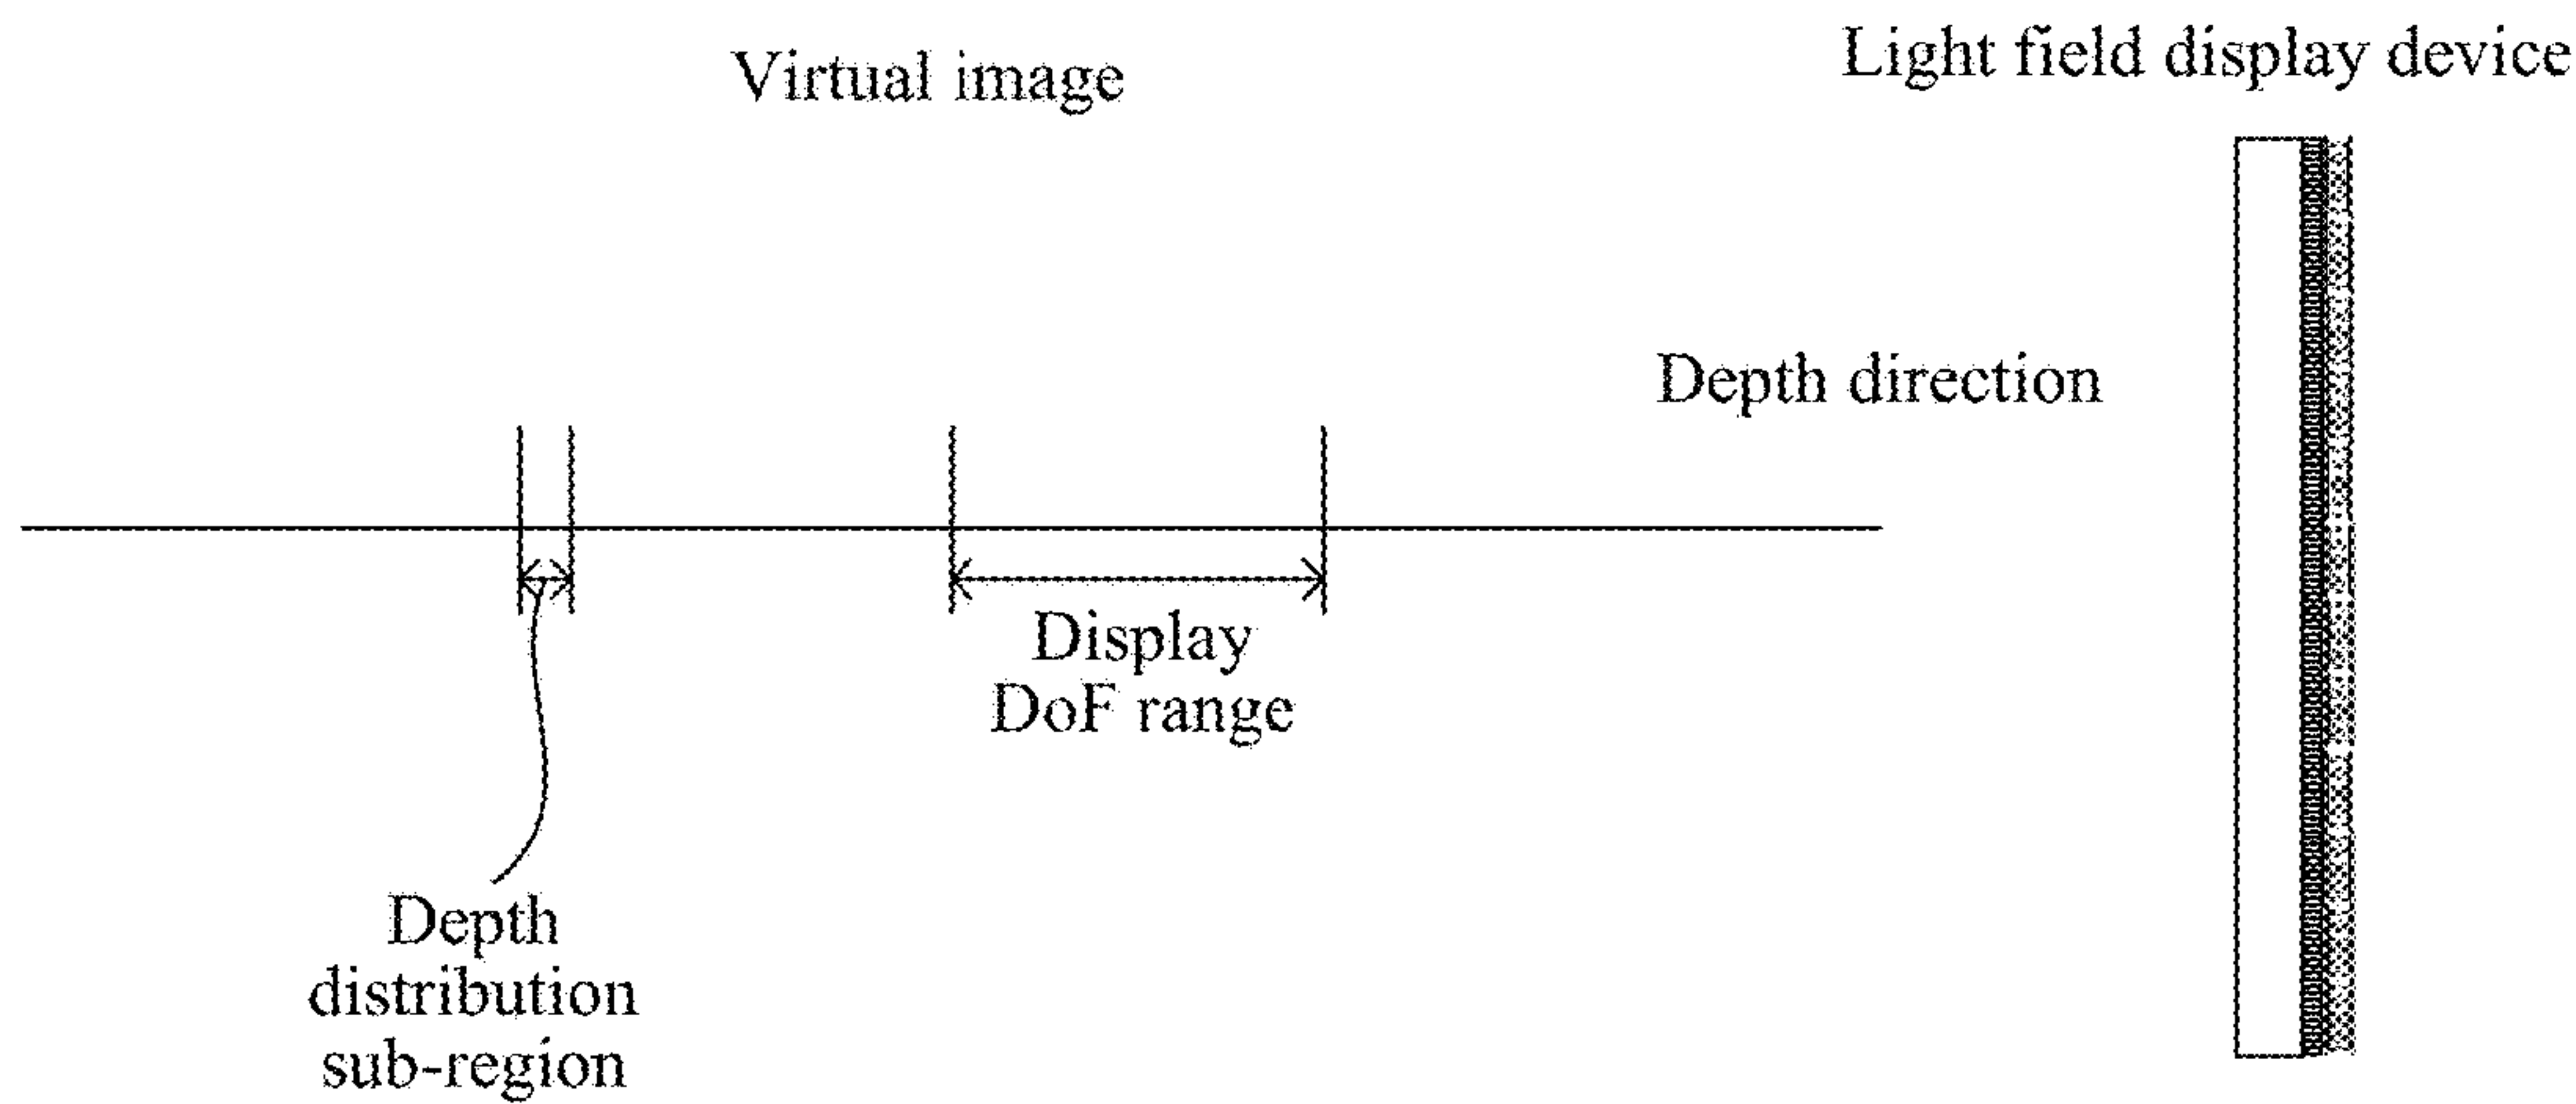 Virtual image
Light field display device
Depth direction
Display
DoF range
Depth
distribution
sub-region